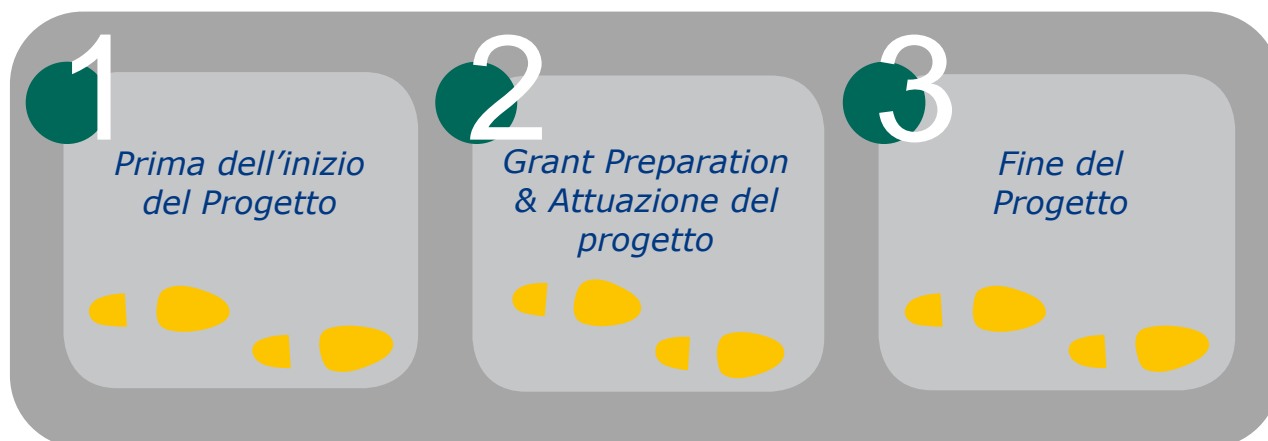 1
Prima dell’inizio
del Progetto
2
Grant Preparation
& Attuazione del
progetto
3
Fine del
Progetto